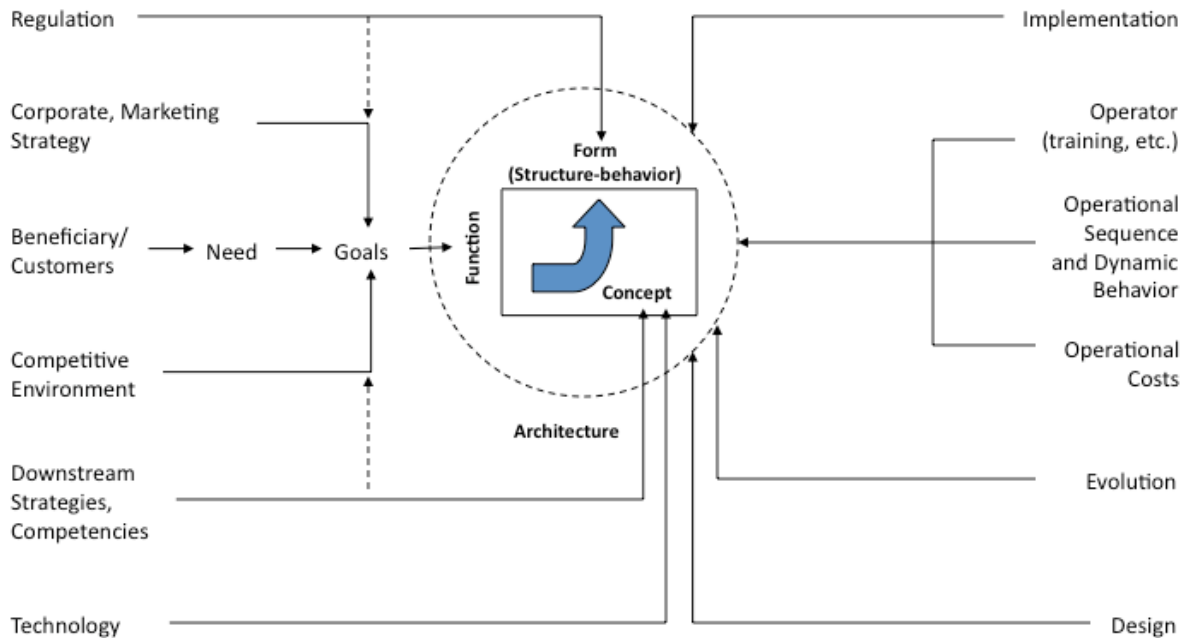 Regulation
Corporate, Marketing
Strategy
Beneficiary/
Customers
Need
Goals
Competitive
Environment
Downstream
Strategies,
Competencies
Technology
Form
(Structure-behavior)
Function
Concept
Architecture
Implementation
Operator
(training, etc.)
Operational
Sequence
and Dynamic
Behavior
Operational
Costs
Evolution
Design